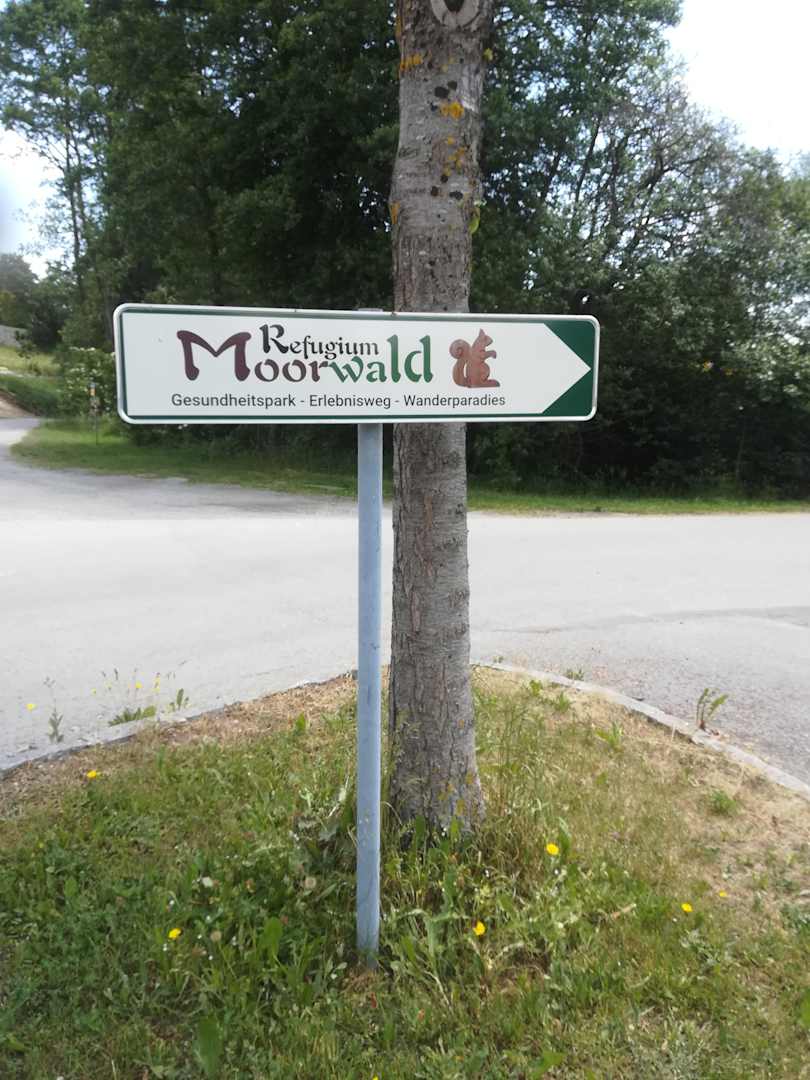 Refugium
Moorwald
Gesundheitspark - Erlebnisweg - Wanderparadies